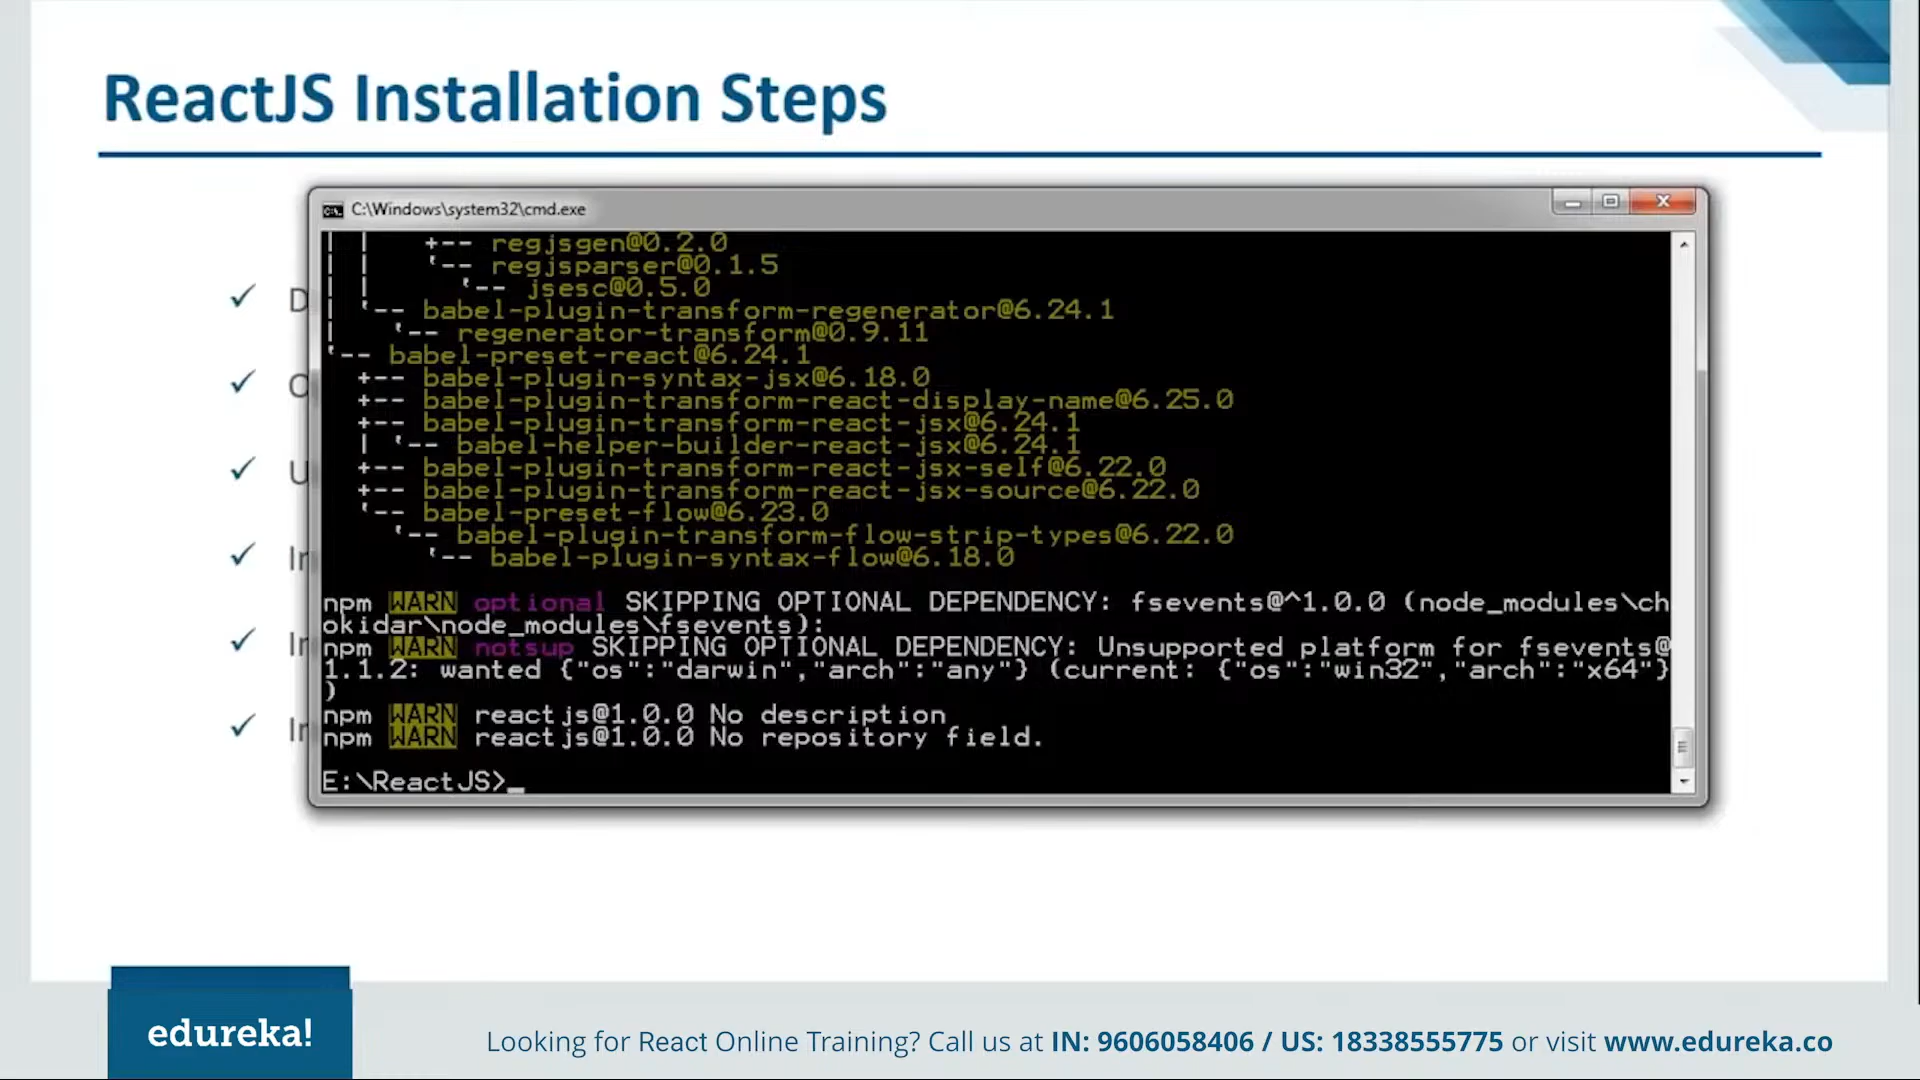 ReactJS Installation Steps
C:\Windows\system32\cmd.exe
| | +-- regjsgen@0.2.0
| | '-- regjsparser@0.1.5
| | '-- jsesc@0.5.0
| '-- babel-plugin-transform-regenerator@6.24.1
| '-- regenerator-transform@0.9.11
'-- babel-preset-react@6.24.1
+-- babel-plugin-syntax-jsx@6.18.0
+-- babel-plugin-transform-react-display-name@6.25.0
+-- babel-plugin-transform-react-jsx@6.24.1
| '-- babel-helper-builder-react-jsx@6.24.1
+-- babel-plugin-transform-react-jsx-self@6.22.0
+-- babel-plugin-transform-react-jsx-source@6.22.0
'-- babel-preset-flow@6.23.0
'-- babel-plugin-transform-flow-strip-types@6.22.0
'-- babel-plugin-syntax-flow@6.18.0
npm WARN optional SKIPPING OPTIONAL DEPENDENCY: fsevents@^1.0.0 (node_modules\ch
okidar\node_modules\fsevents):
npm WARN notsup SKIPPING OPTIONAL DEPENDENCY: Unsupported platform for fsevents@
1.1.2: wanted {"os":"darwin","arch":"any"} (current: {"os":"win32","arch":"x64"}
)
npm WARN reactjs@1.0.0 No description
npm WARN reactjs@1.0.0 No repository field.
E:\ReactJS>_
edureka!
Looking for React Online Training? Call us at IN: 9606058406 / US: 18338555775 or visit www.edureka.co